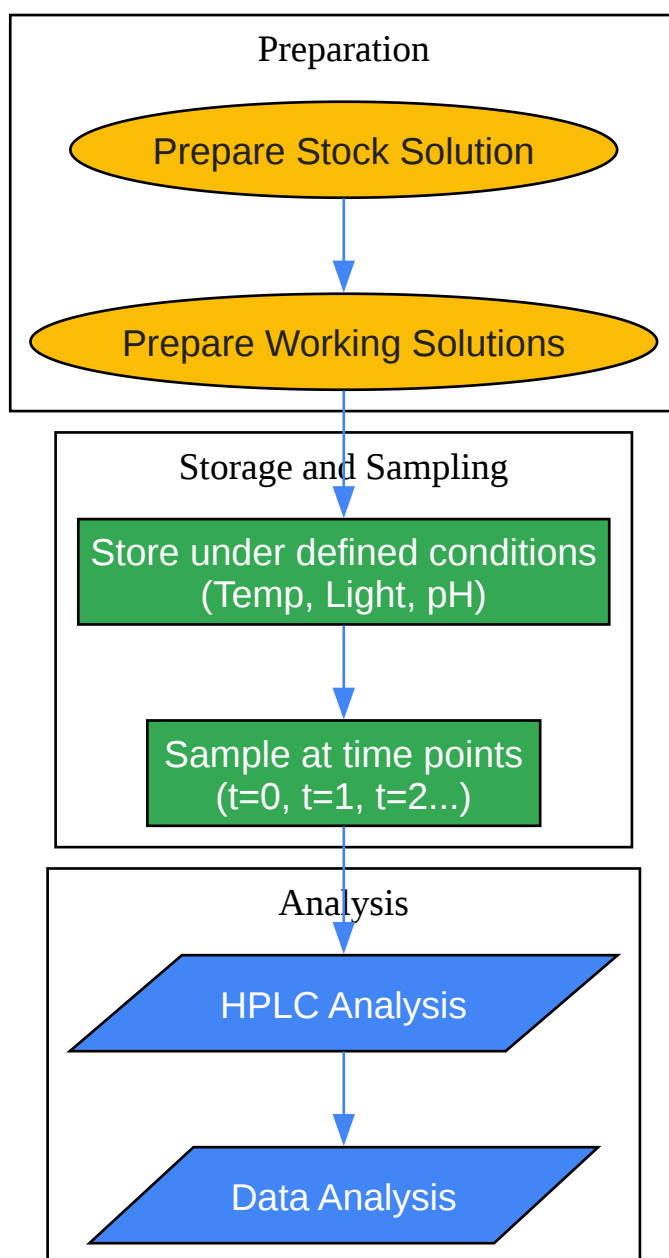 Preparation
Prepare Stock Solution
Prepare Working Solutions
Storage and Sampling
Store under defined conditions
(Temp, Light, pH)
Sample at time points
(t=0, t=1, t=2...)
Analysis
HPLC Analysis
Data Analysis